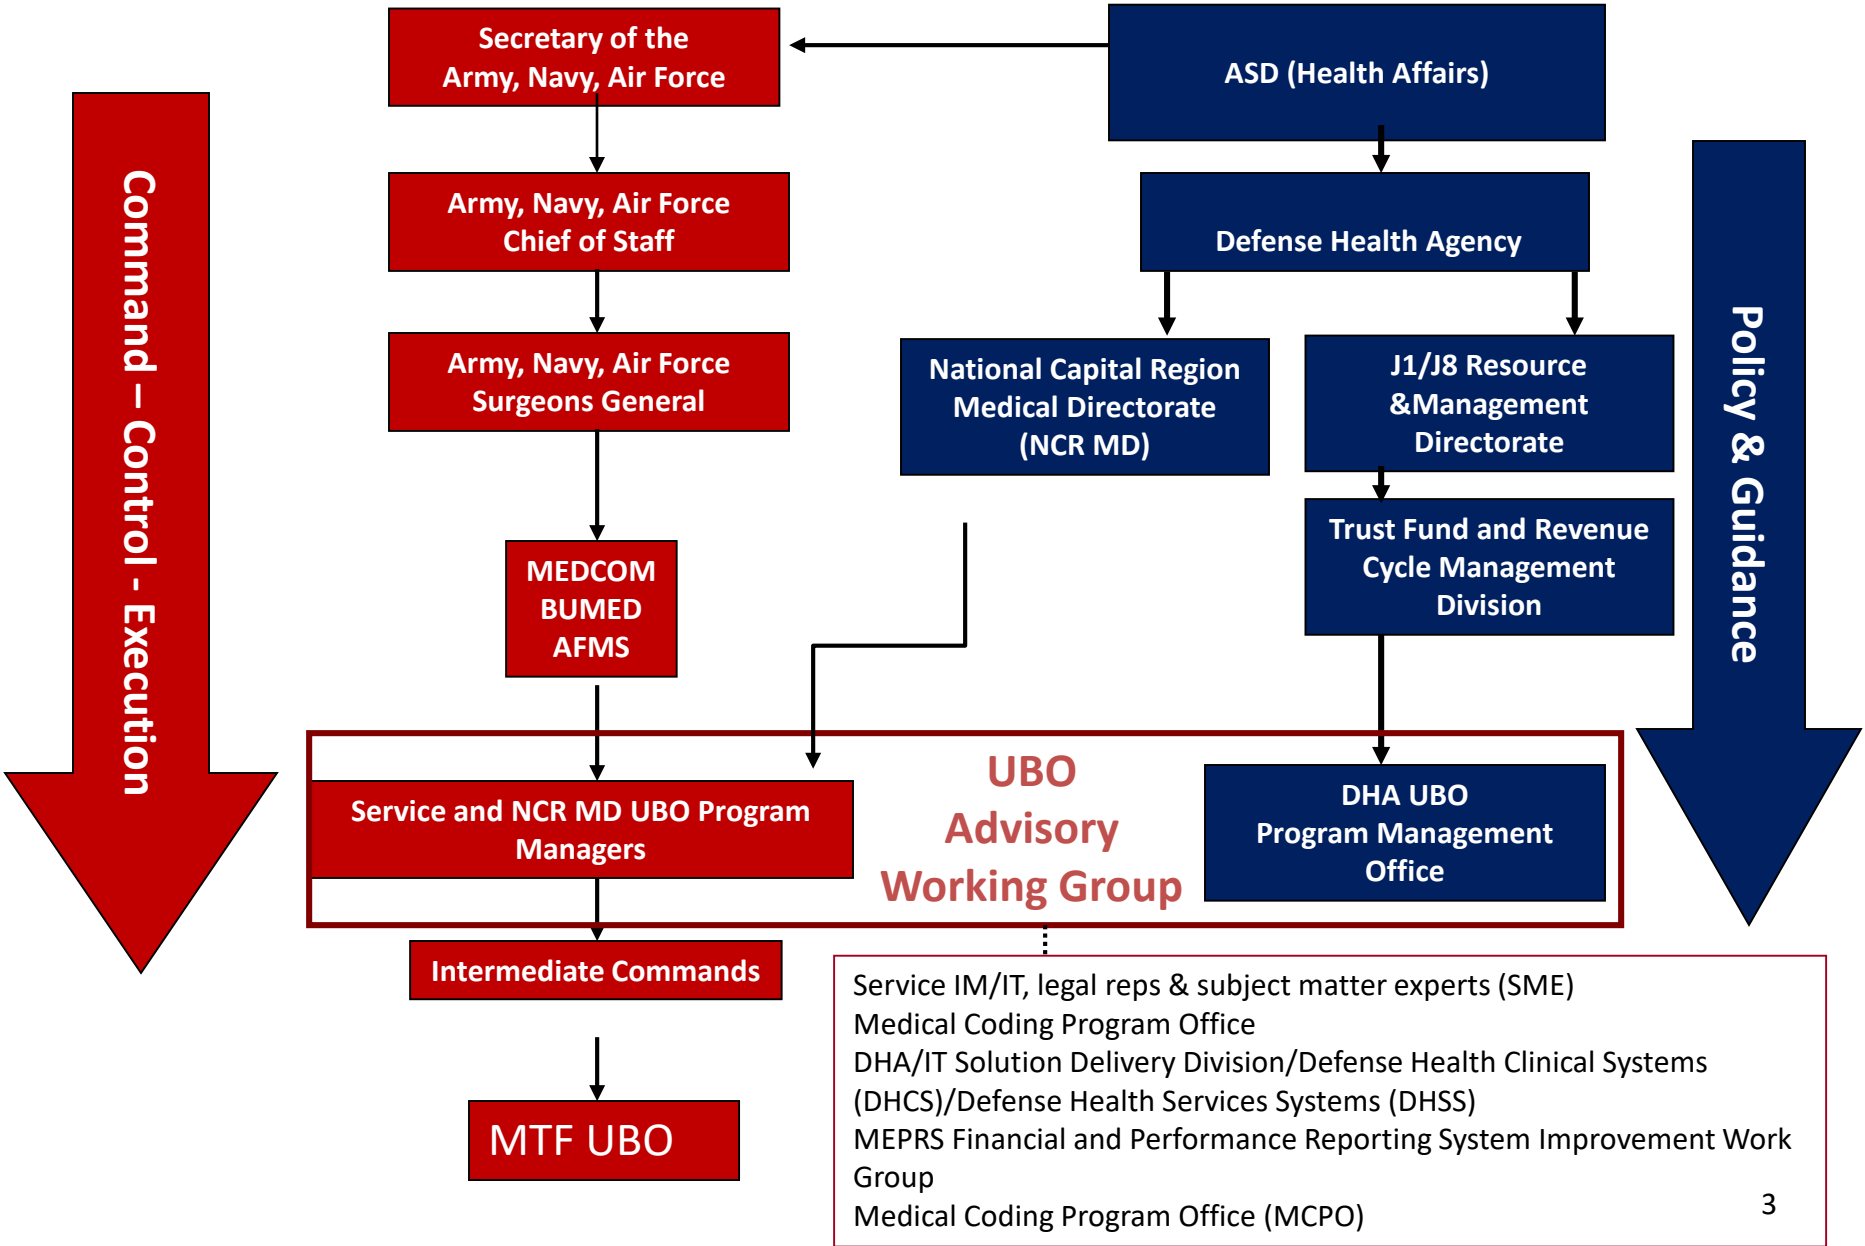 Secretary of the
Army, Navy, Air Force
ASD (Health Affairs)
Command – Control - Execution
Army, Navy, Air Force
Chief of Staff
Defense Health Agency
Policy & Guidance
Army, Navy, Air Force
Surgeons General
National Capital Region
Medical Directorate
(NCR MD)
J1/J8 Resource
&Management
Directorate
Trust Fund and Revenue
Cycle Management
Division
MEDCOM
BUMED
AFMS
UBO
Advisory
Working Group
Service and NCR MD UBO Program
Managers
DHA UBO
Program Management
Office
Intermediate Commands
MTF UBO
Service IM/IT, legal reps & subject matter experts (SME)
Medical Coding Program Office
DHA/IT Solution Delivery Division/Defense Health Clinical Systems
(DHCS)/Defense Health Services Systems (DHSS)
MEPRS Financial and Performance Reporting System Improvement Work
Group
Medical Coding Program Office (MCPO)
3